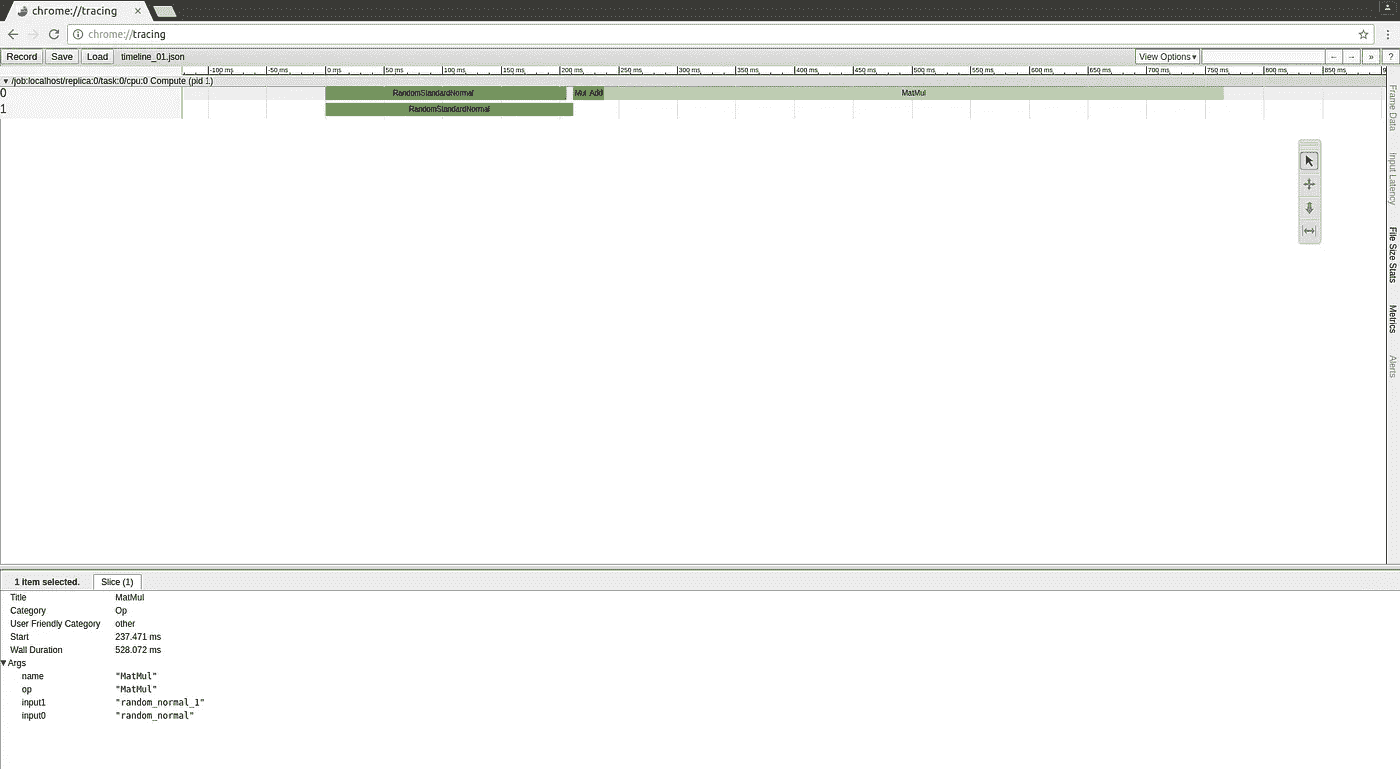 chrome://tracing
chrome://tracing
Record Save Load timeline_01.json View Options▾ ← → » ?
-100 ms -50 ms 0 ms 50 ms 100 ms 150 ms 200 ms 250 ms 300 ms 350 ms 400 ms 450 ms 500 ms 550 ms 600 ms 650 ms 700 ms 750 ms 800 ms 850 ms
/job:localhost/replica:0/task:0/cpu:0 Compute (pid 1)
0 RandomStandardNormal Mul Add MatMul
1 RandomStandardNormal
Frame Data
Input Latency
File Size Stats
Metrics
Alerts
1 item selected. Slice (1)
Title MatMul
Category Op
User Friendly Category other
Start 237.471 ms
Wall Duration 528.072 ms
▼Args
name "MatMul"
op "MatMul"
input1 "random_normal_1"
input0 "random_normal"